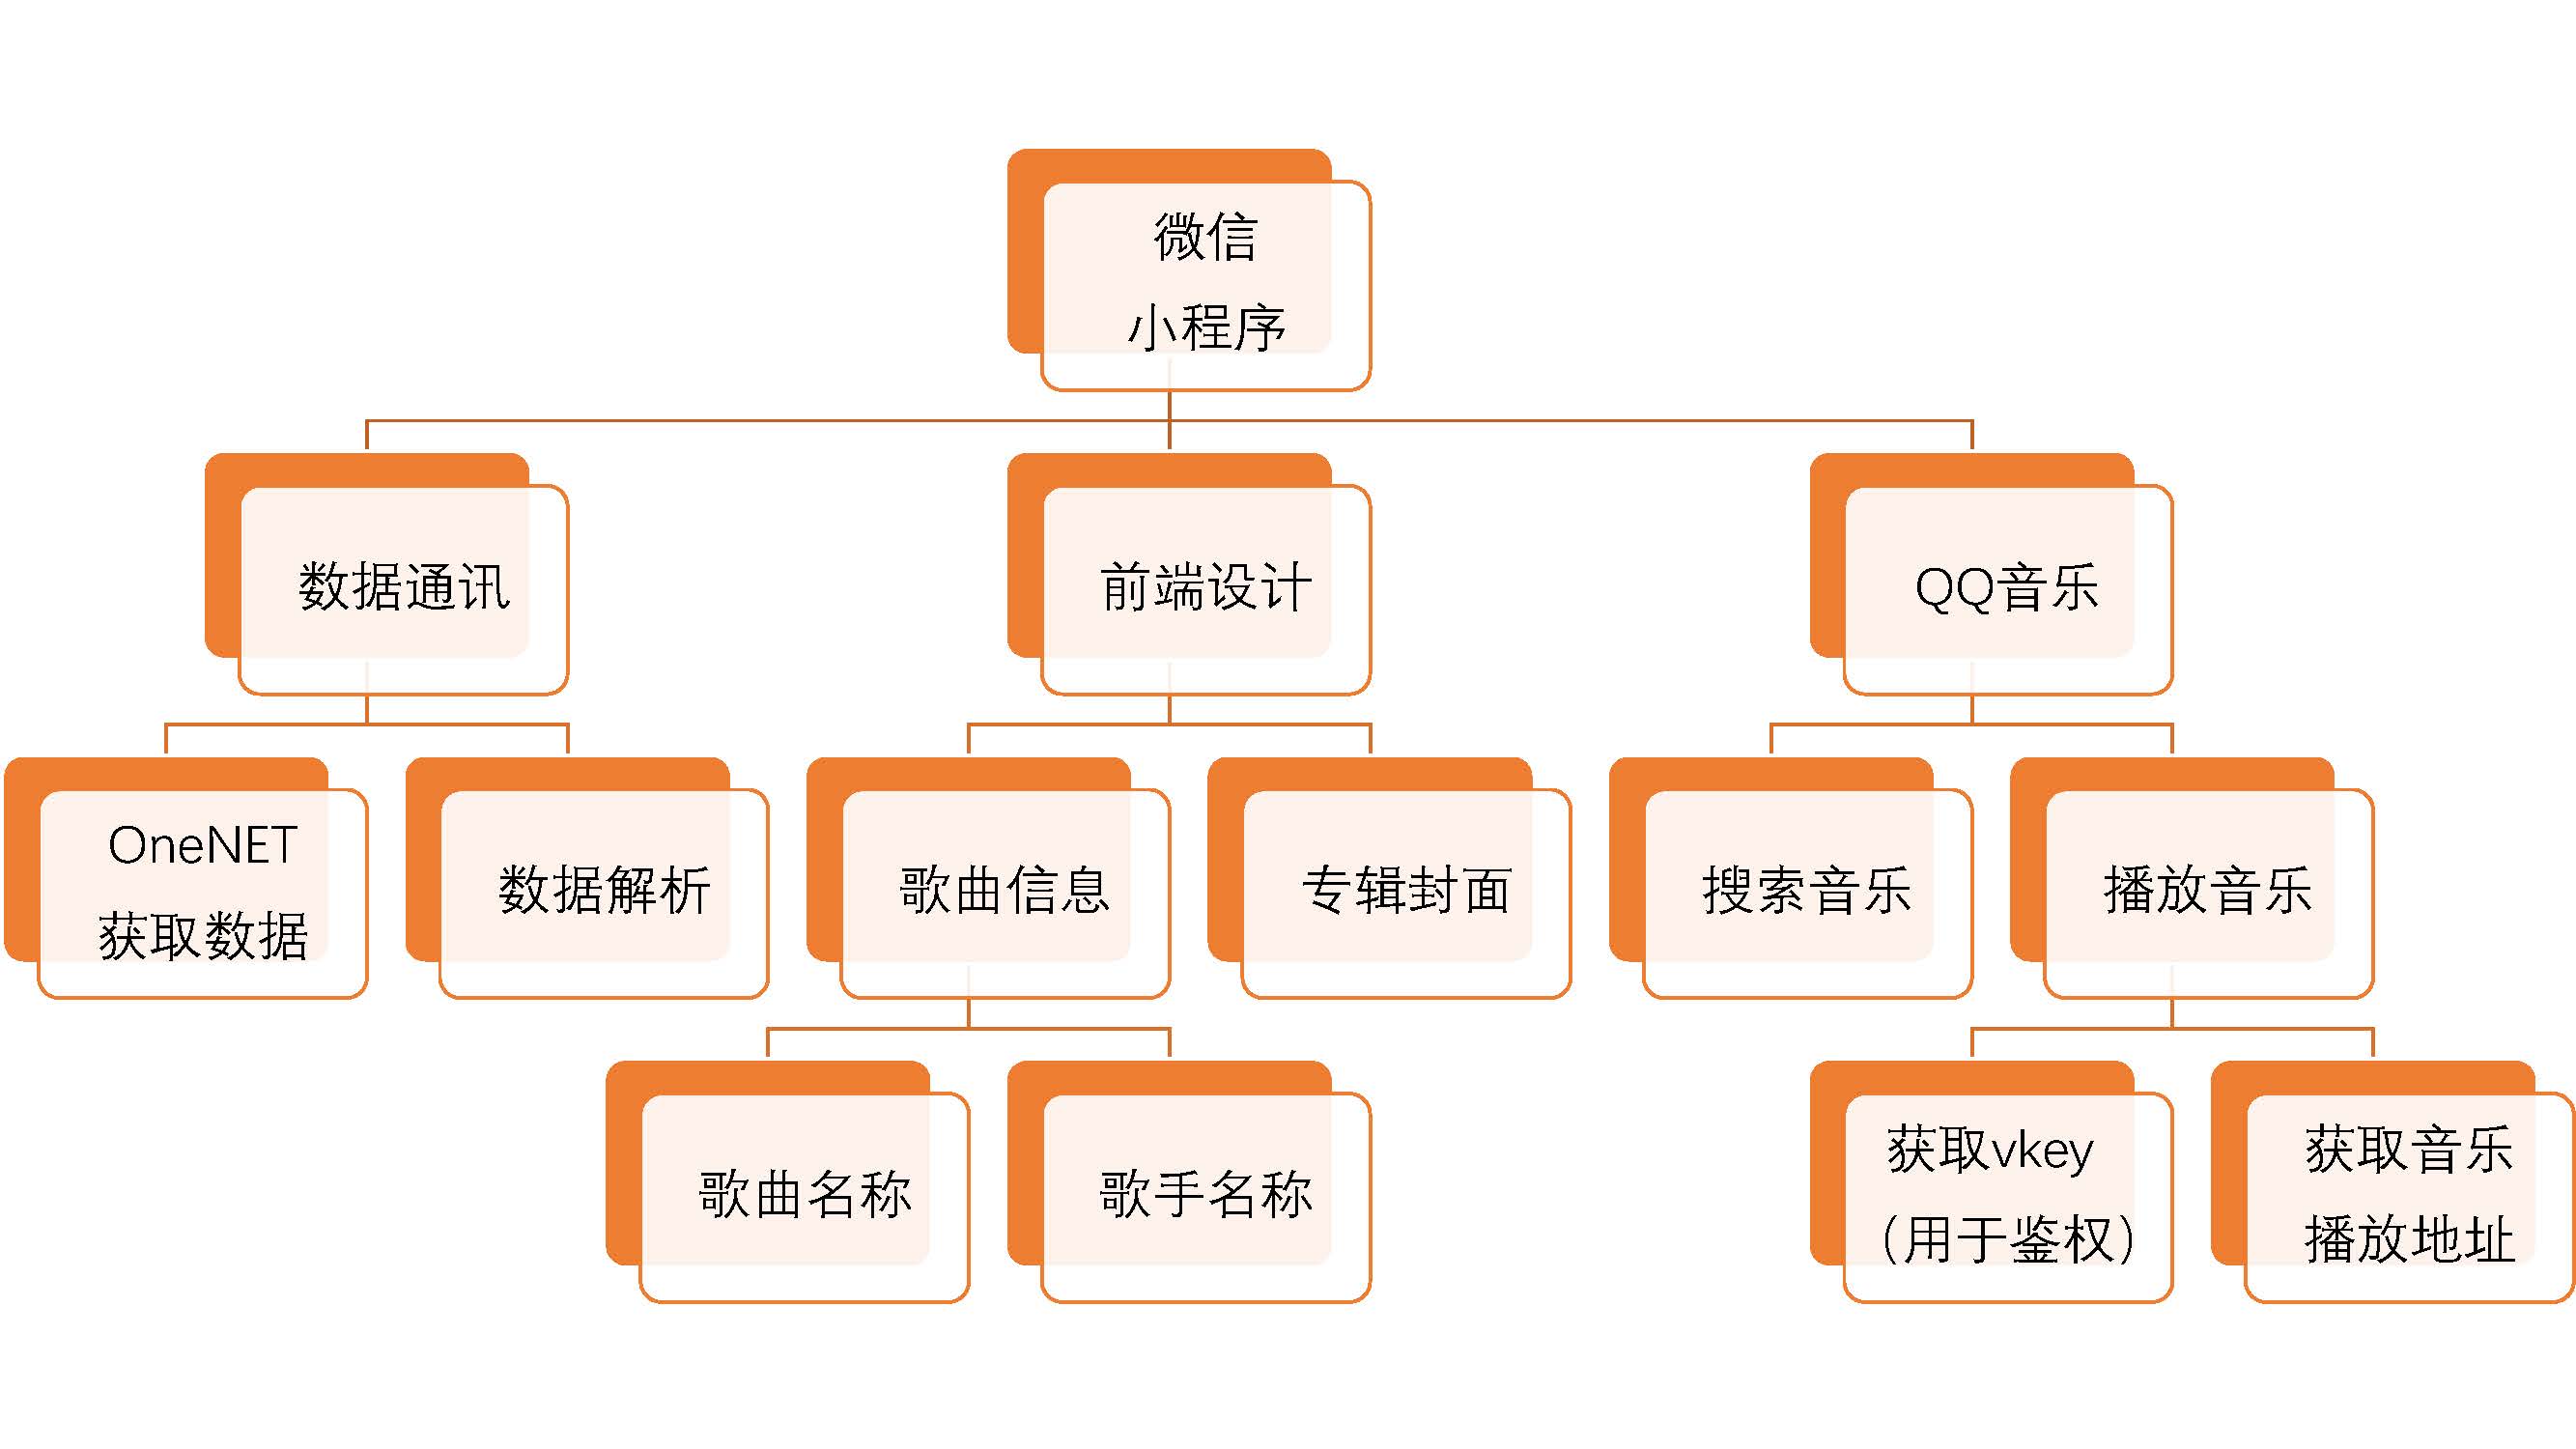 微信
小程序
数据通讯
前端设计
QQ音乐
OneNET
获取数据
数据解析
歌曲信息
专辑封面
搜索音乐
播放音乐
歌曲名称
歌手名称
获取vkey
（用于鉴权）
获取音乐
播放地址